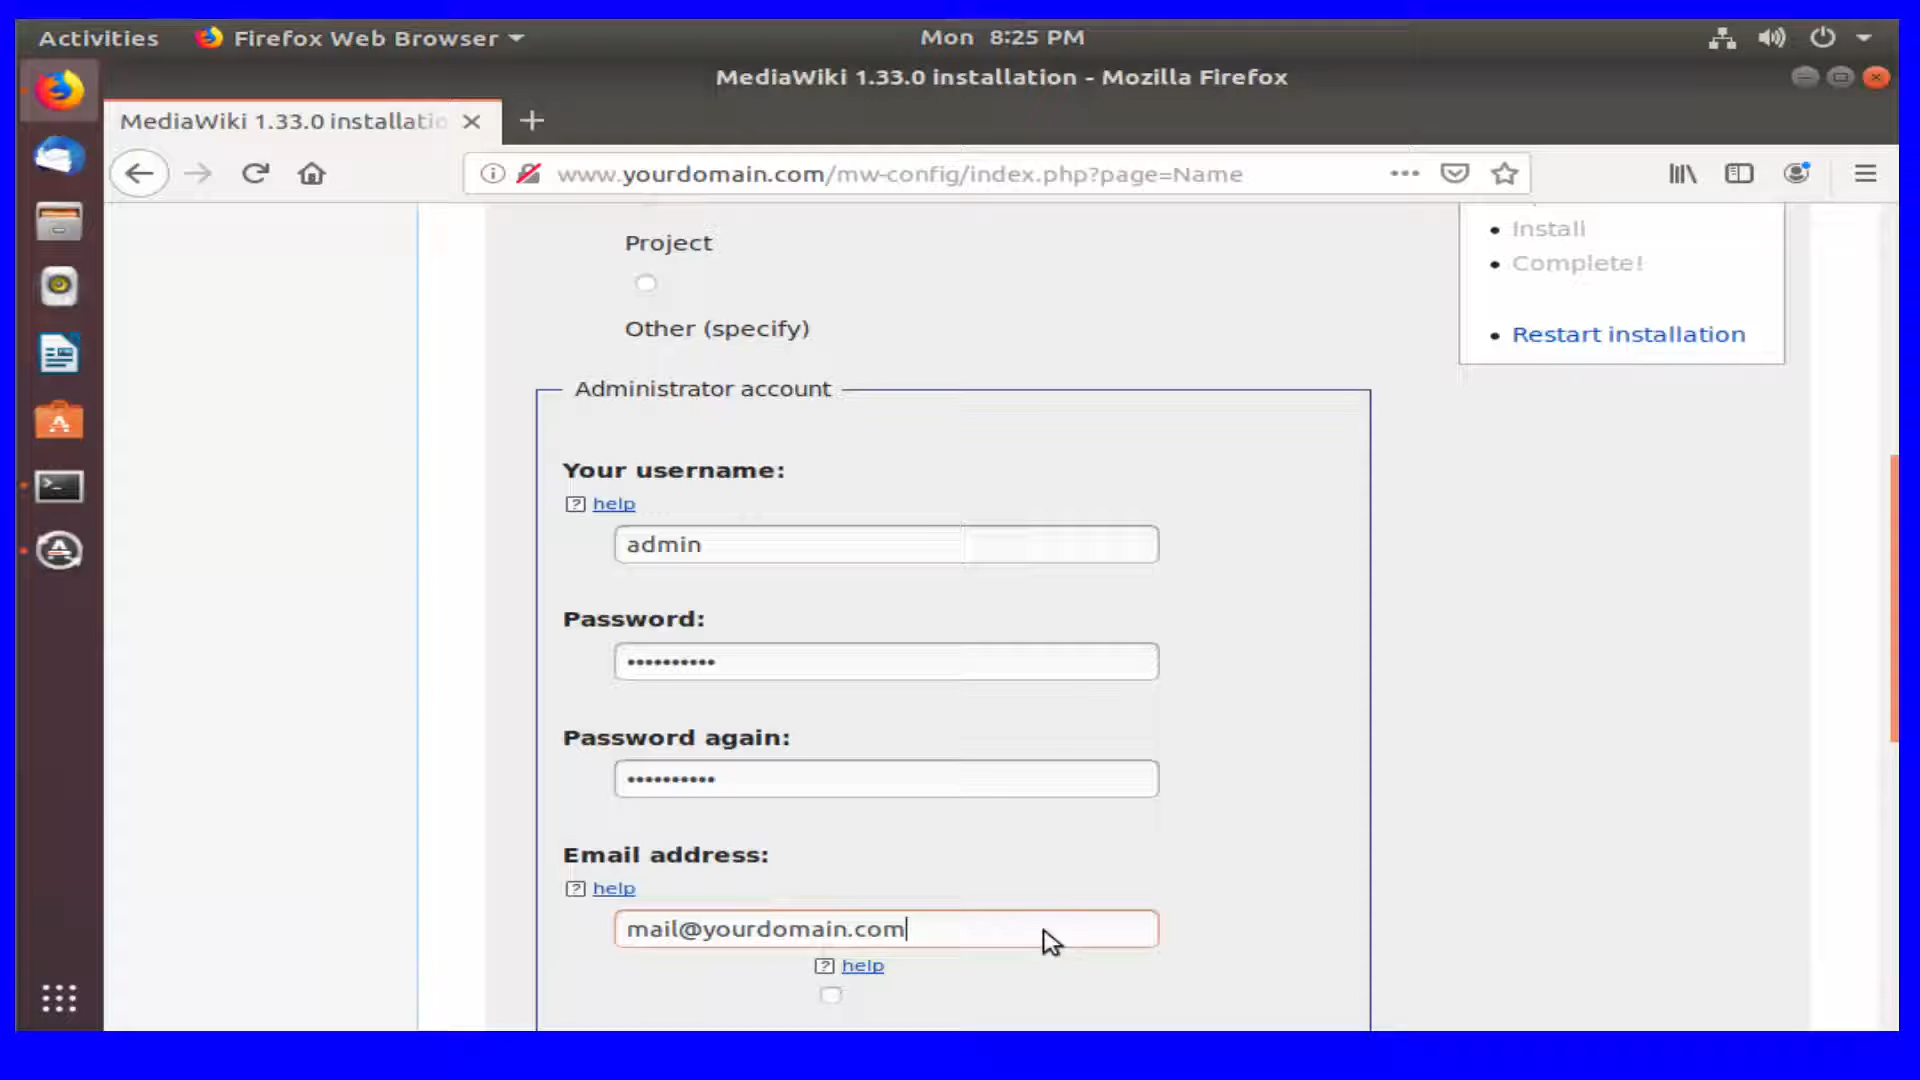 Activities Firefox Web Browser Mon 8:25 PM
MediaWiki 1.33.0 installation - Mozilla Firefox
MediaWiki 1.33.0 installatio
www.yourdomain.com/mw-config/index.php?page=Name
Project
Other (specify)
Install
Complete!
Restart installation
Administrator account
Your username:
? help
admin
Password:
••••••••••
Password again:
••••••••••
Email address:
? help
mail@yourdomain.com
? help